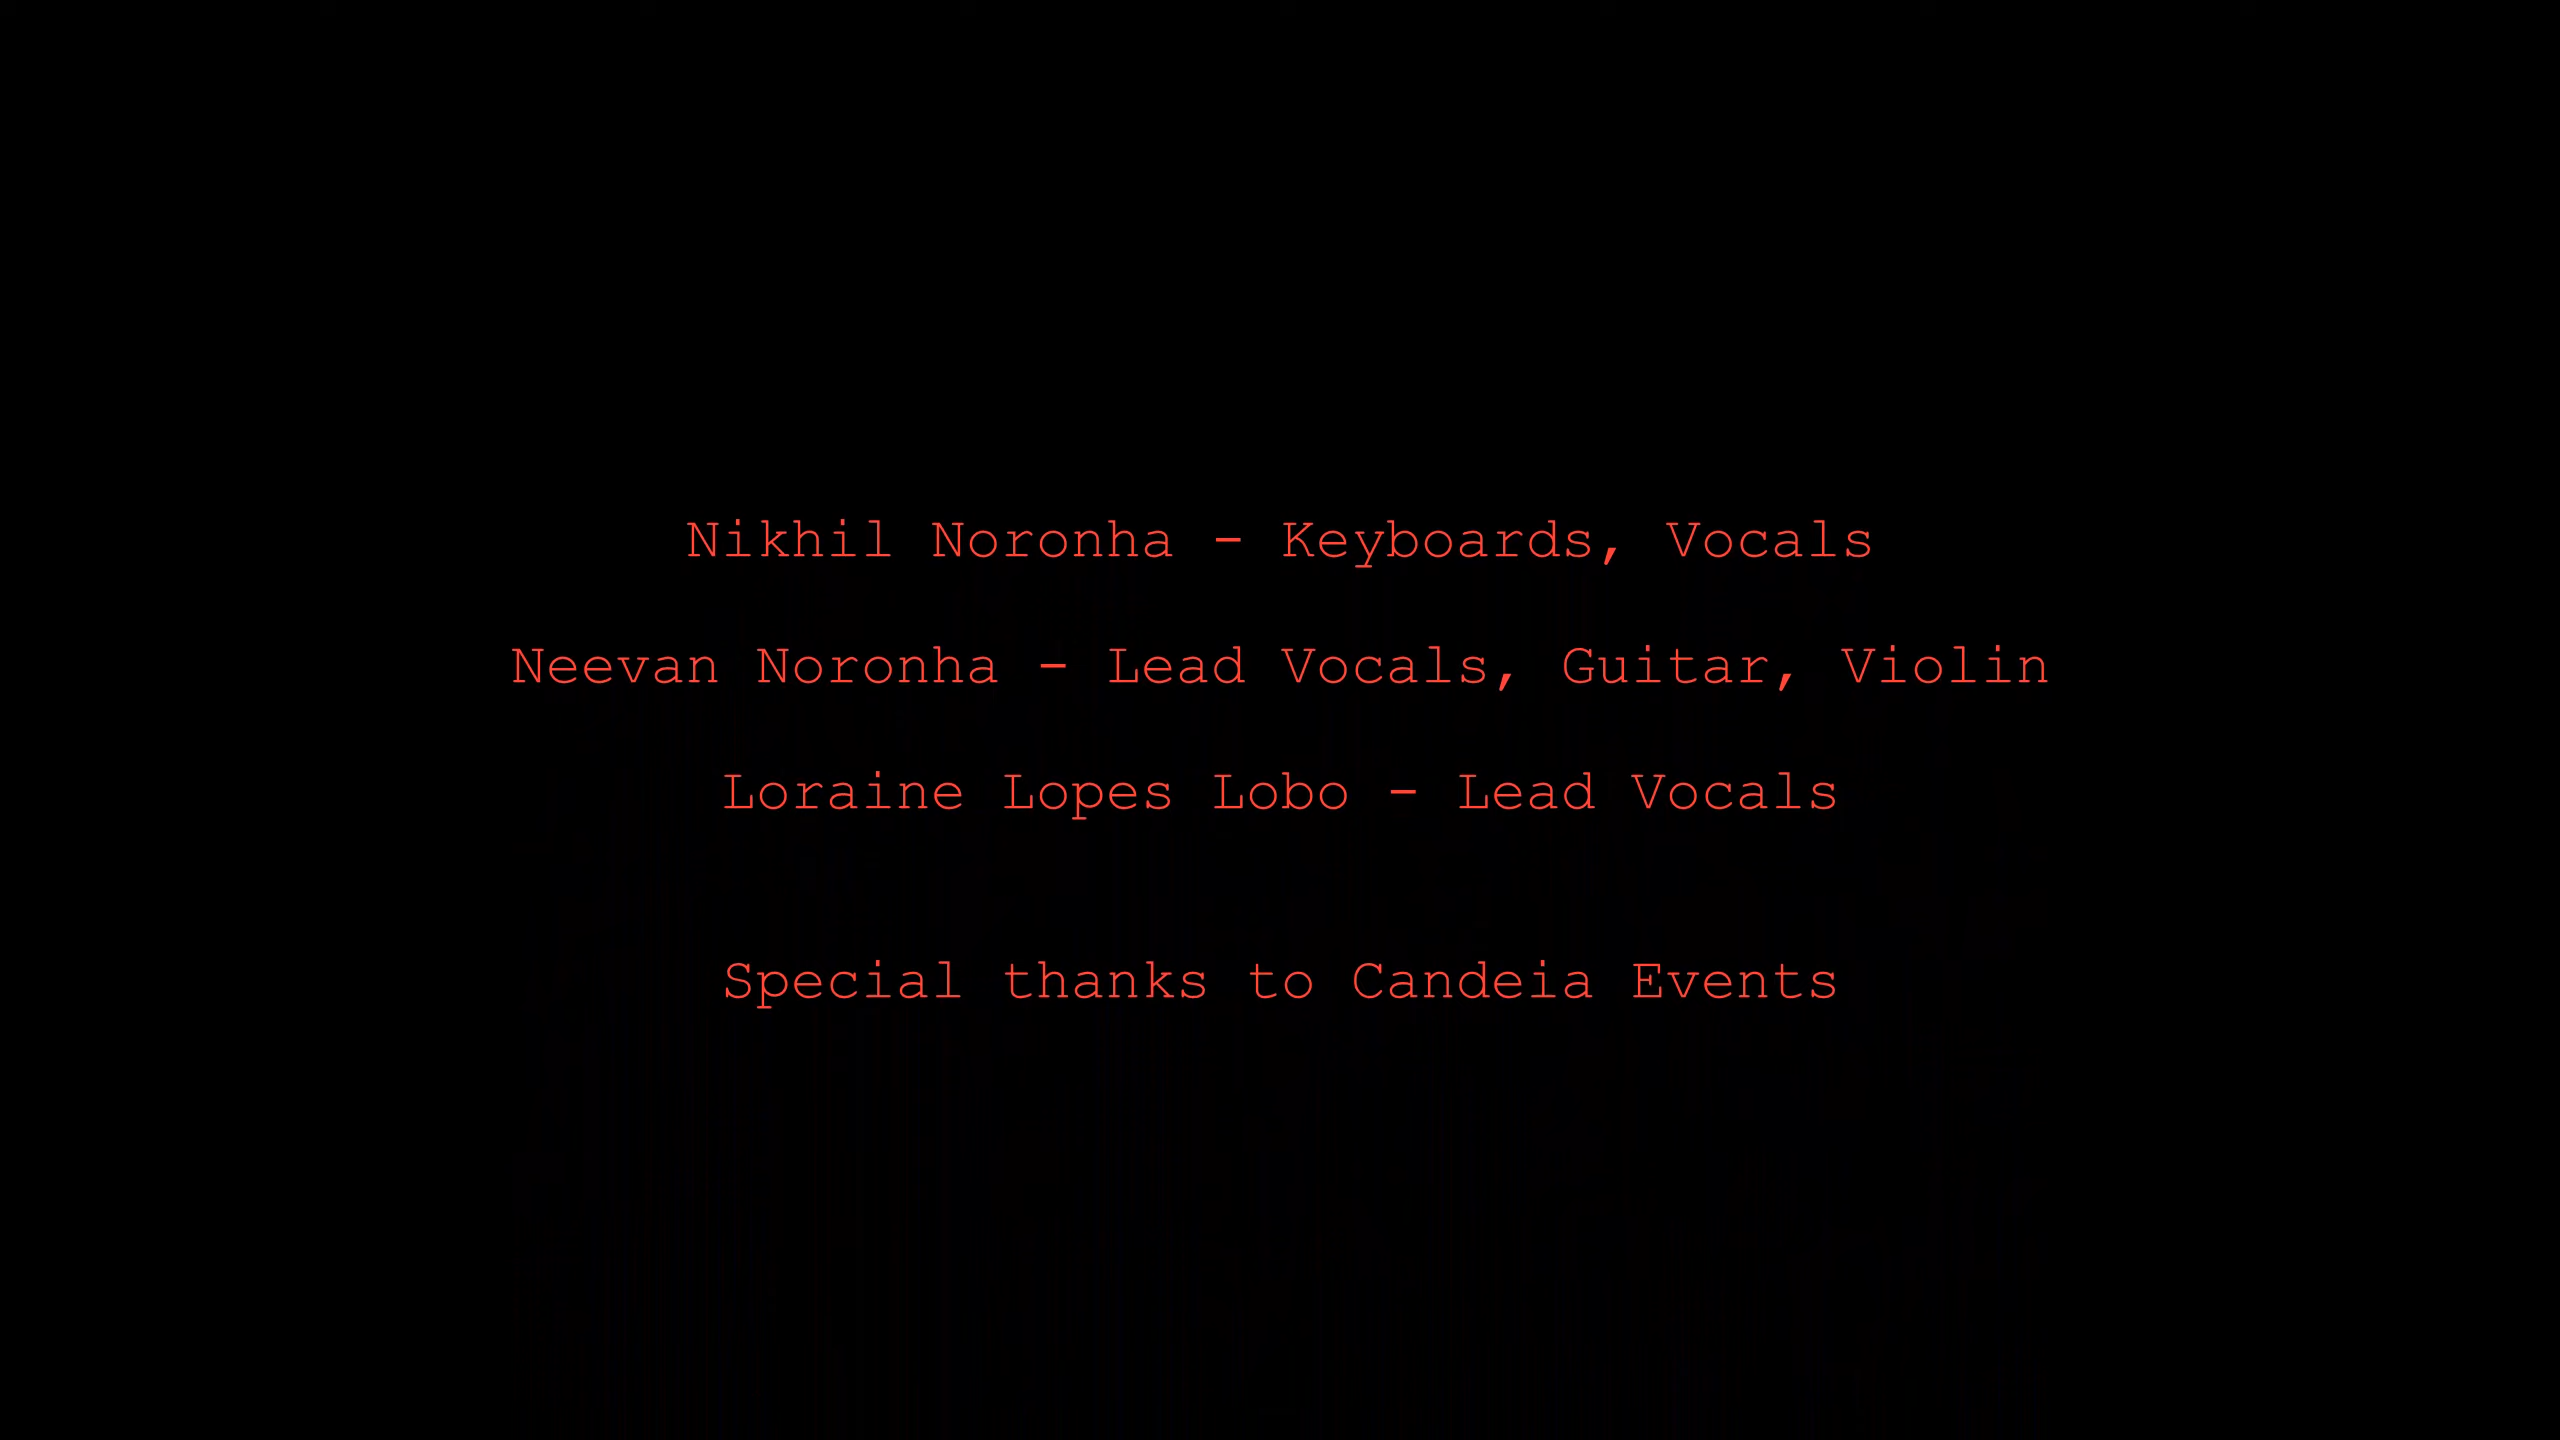 Nikhil Noronha - Keyboards, Vocals
Neevan Noronha - Lead Vocals, Guitar, Violin
Loraine Lopes Lobo - Lead Vocals
Special thanks to Candeia Events